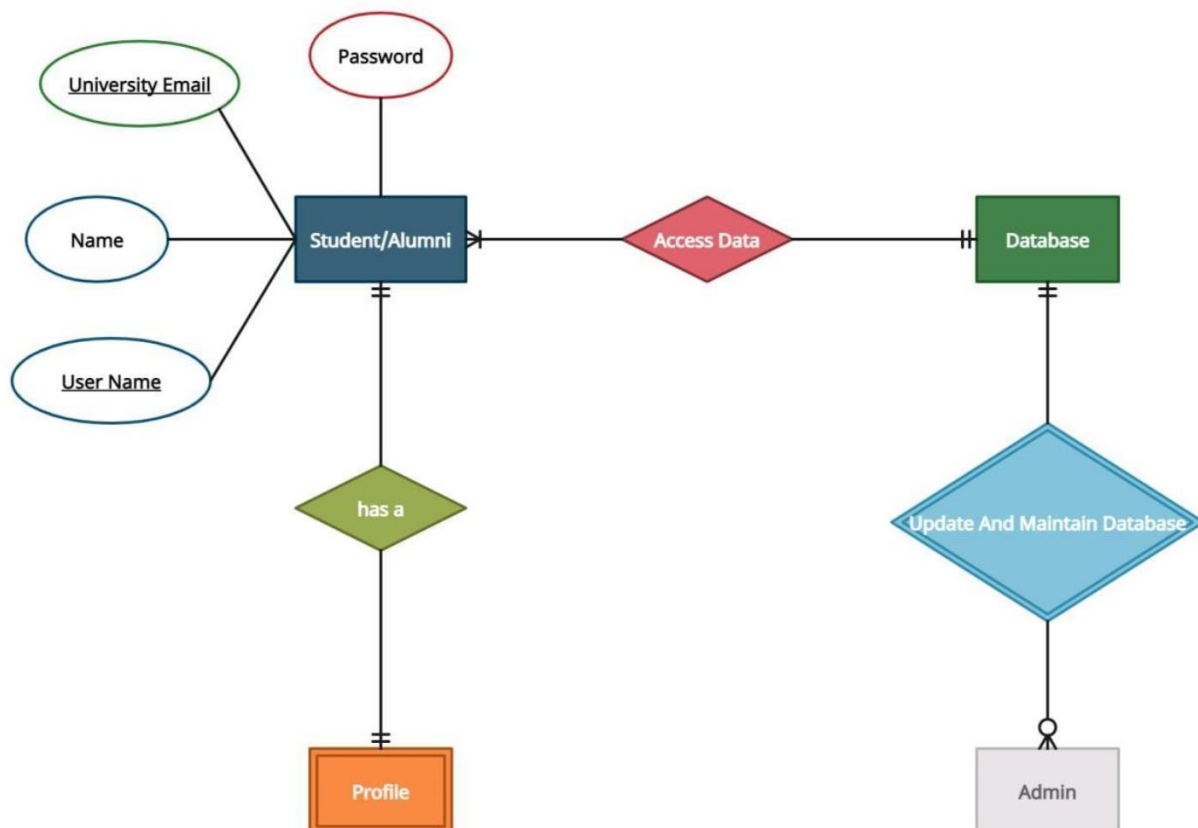 Password
University Email
Name
Student/Alumni
Access Data
Database
User Name
has a
Update And Maintain Database
Profile
Admin